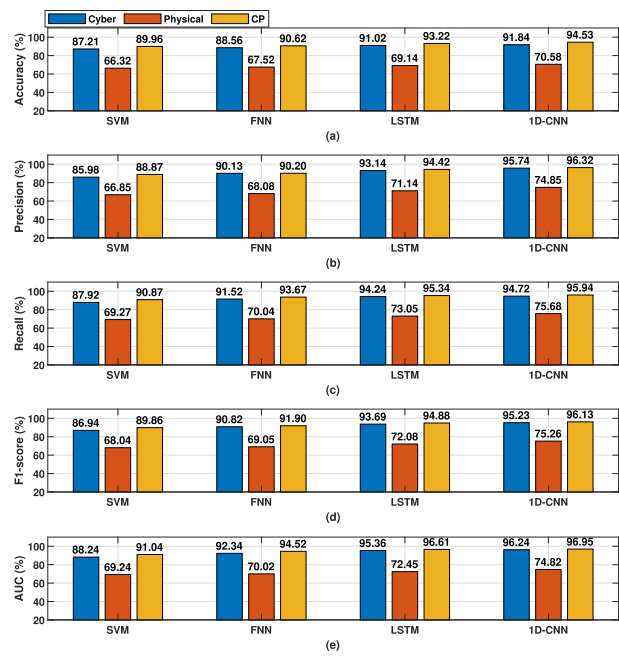 Cyber Physical CP
Accuracy (%)
100
80
60
40
20
87.21 66.32 89.96 88.56 67.52 90.62 91.02 69.14 93.22 91.84 70.58 94.53
SVM FNN LSTM 1D-CNN
(a)
Precision (%)
100
80
60
40
20
85.98 66.85 88.87 90.13 68.08 90.20 93.14 71.14 94.42 95.74 74.85 96.32
SVM FNN LSTM 1D-CNN
(b)
Recall (%)
100
80
60
40
20
87.92 69.27 90.87 91.52 70.04 93.67 94.24 73.05 95.34 94.72 75.68 95.94
SVM FNN LSTM 1D-CNN
(c)
F1-score (%)
100
80
60
40
20
86.94 68.04 89.86 90.82 69.05 91.90 93.69 72.08 94.88 95.23 75.26 96.13
SVM FNN LSTM 1D-CNN
(d)
AUC (%)
100
80
60
40
20
88.24 69.24 91.04 92.34 70.02 94.52 95.36 72.45 96.61 96.24 74.82 96.95
SVM FNN LSTM 1D-CNN
(e)